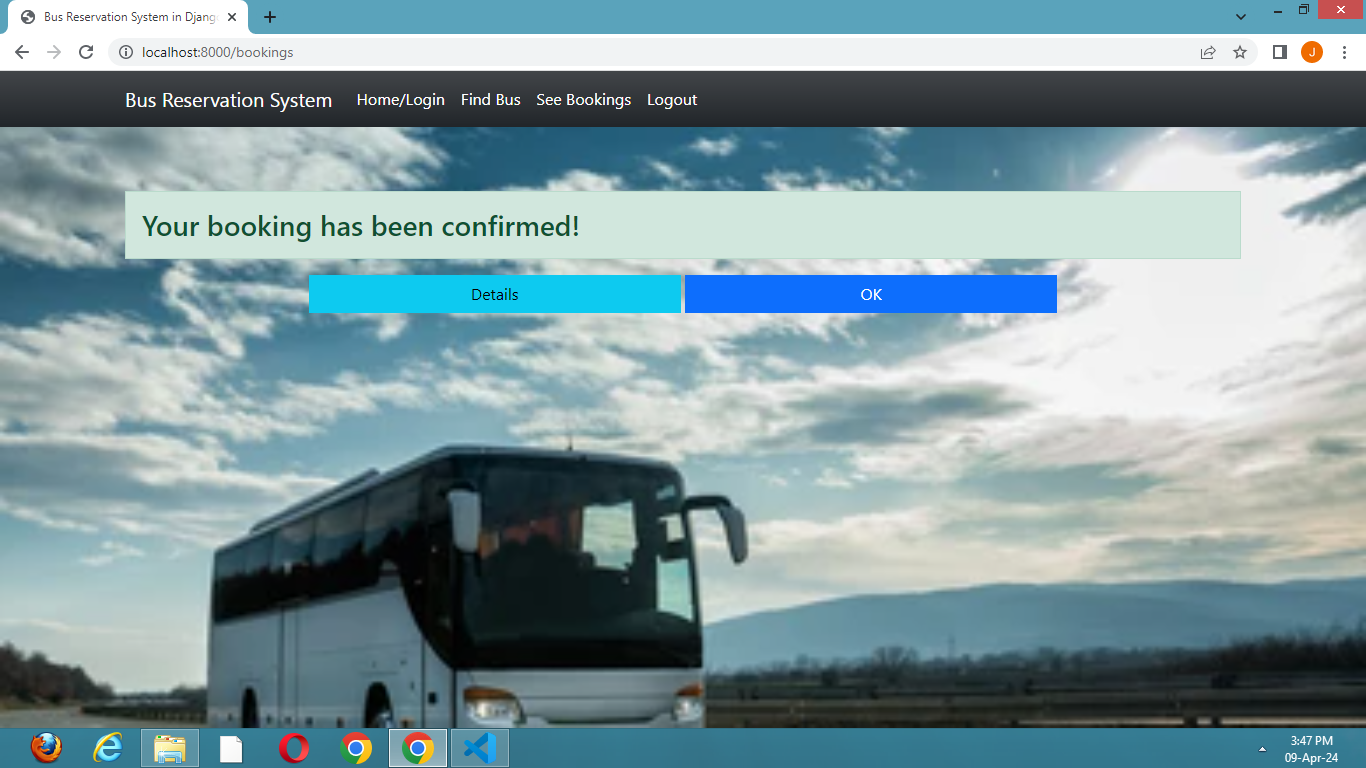 Bus Reservation System in Djang
localhost:8000/bookings
J
Bus Reservation System Home/Login Find Bus See Bookings Logout
Your booking has been confirmed!
Details OK
3:47 PM
09-Apr-24